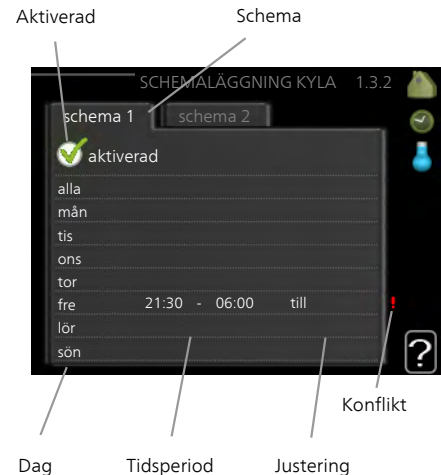 Aktiverad Schema
SCHEMALÄGGNING KYLA 1.3.2
schema 1 schema 2
aktiverad
alla
mån
tis
ons
tor
fre 21:30 - 06:00 till !
lör
sön
?
Konflikt
Dag Tidsperiod Justering